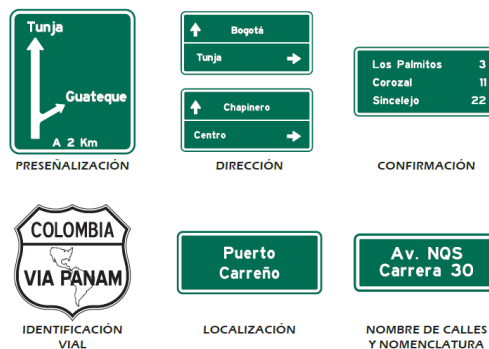 Tunja
Guateque
A 2 Km
PRESEÑALIZACIÓN
Bogotá
Tunja
Chapinero
Centro
DIRECCIÓN
Los Palmitos 3
Corozal 11
Sincelejo 22
CONFIRMACIÓN
COLOMBIA
VIA PANAM
IDENTIFICACIÓN
VIAL
Puerto
Carreño
LOCALIZACIÓN
Av. NQS
Carrera 30
NOMBRE DE CALLES
Y NOMENCLATURA